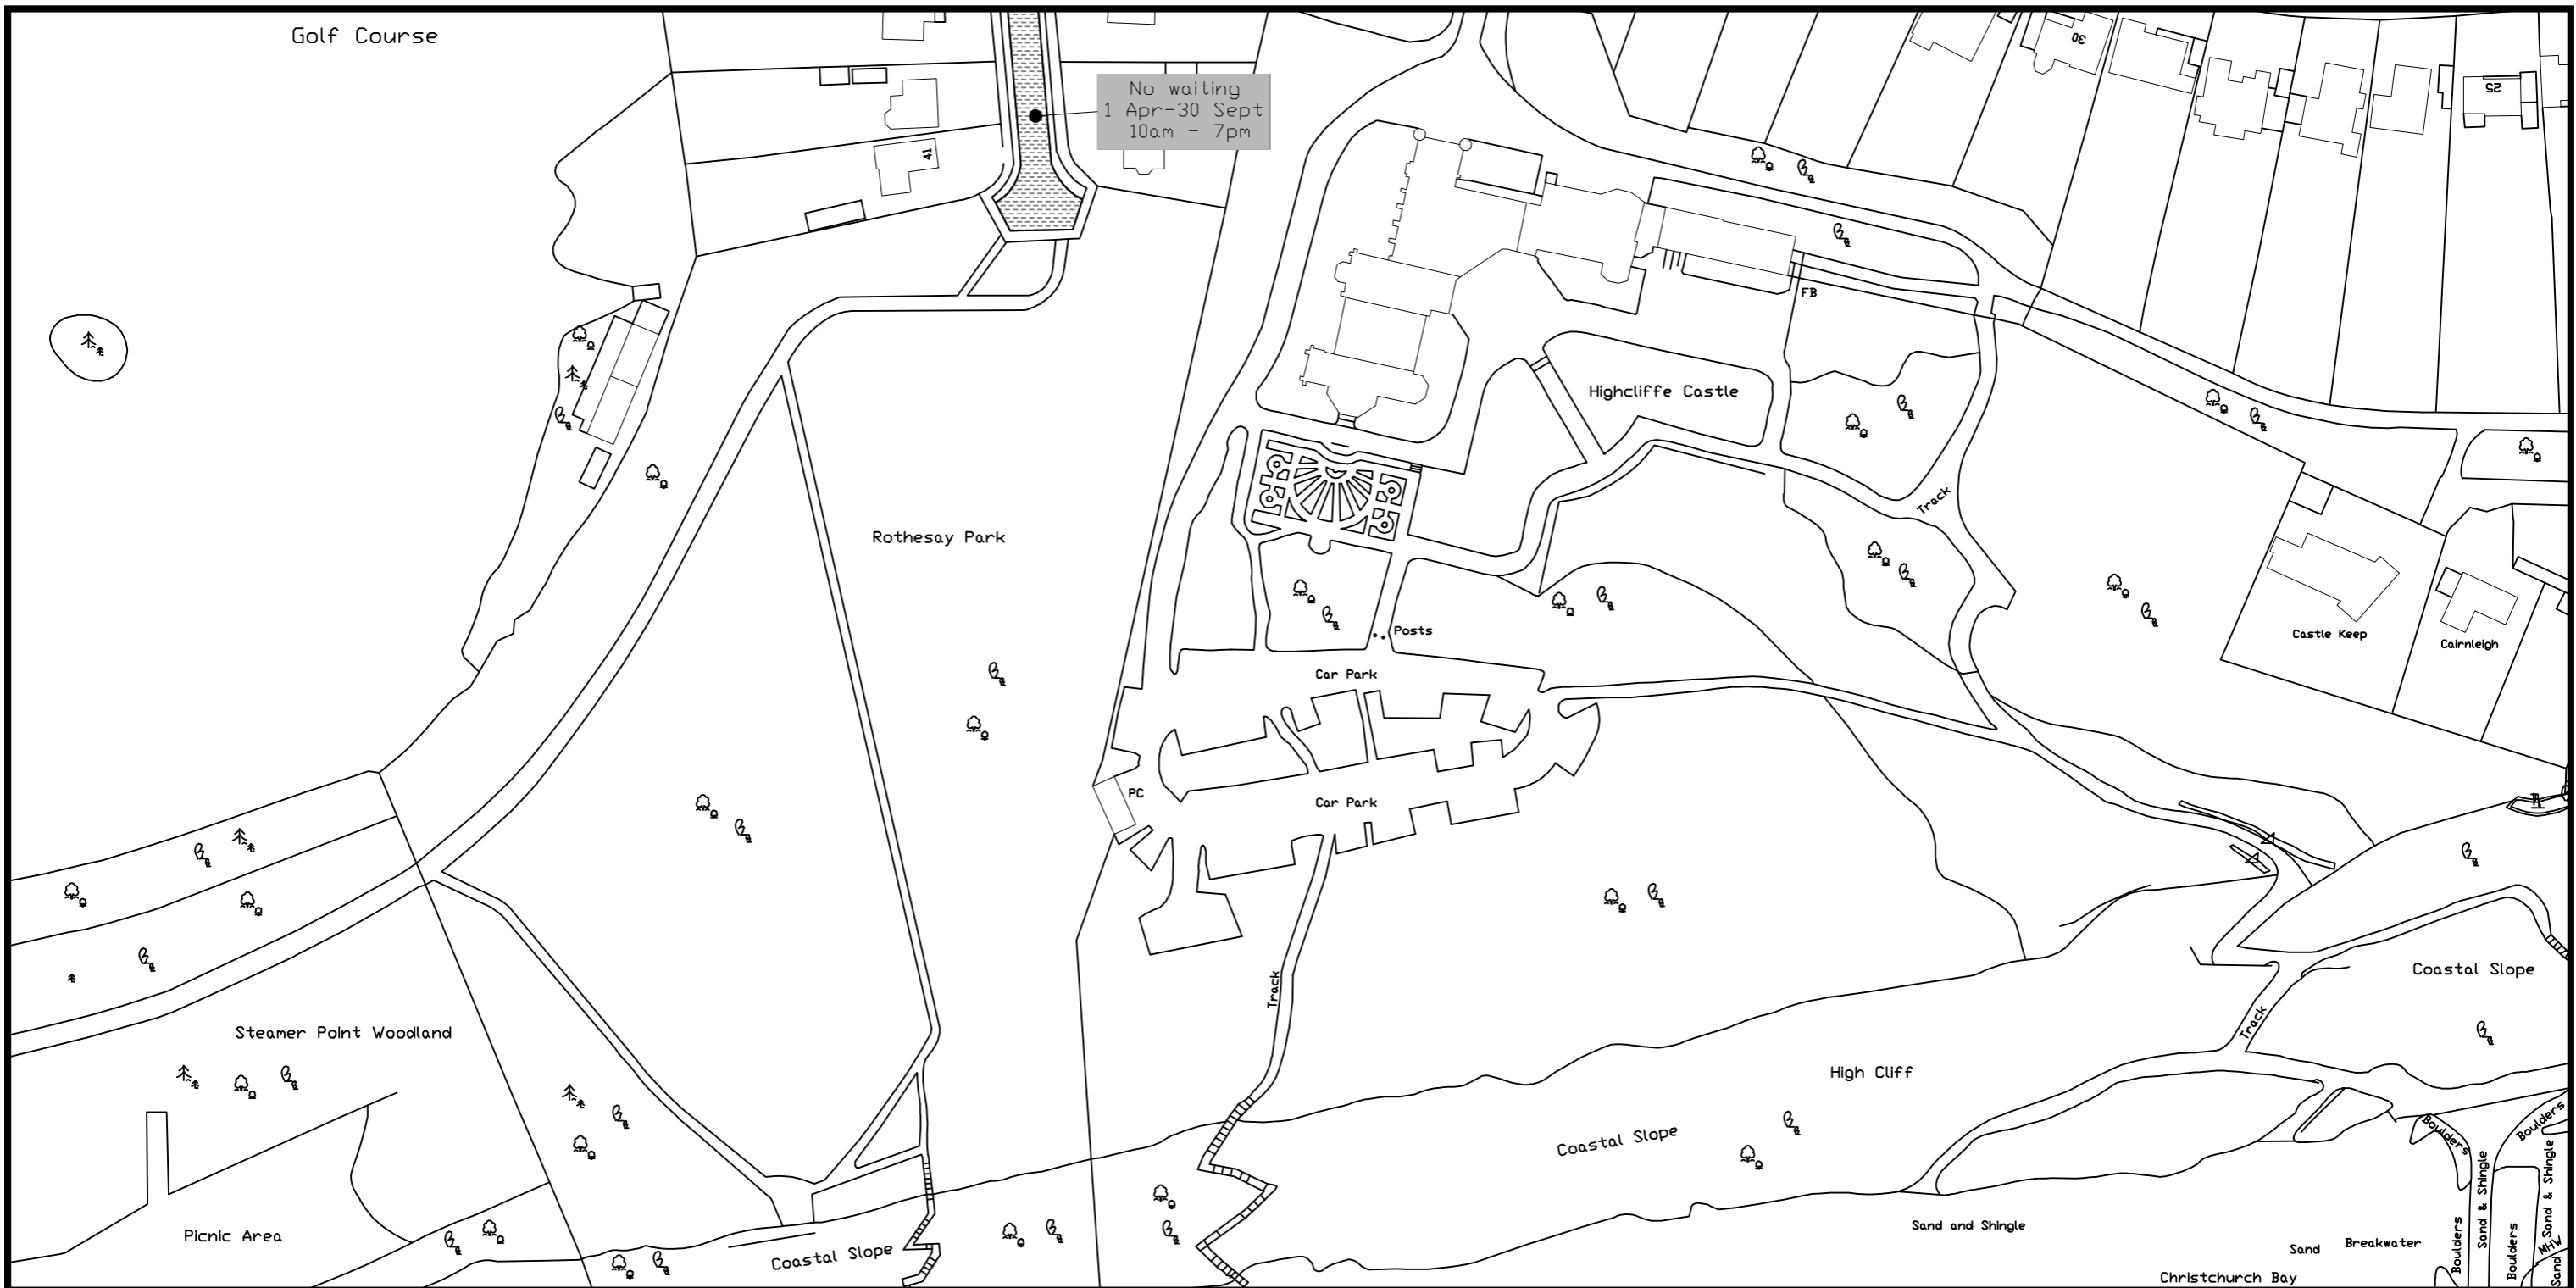 Golf Course
No waiting
1 Apr-30 Sept
10am - 7pm
30
25
41
FB
Highcliffe Castle
Track
Rothesay Park
Posts
Castle Keep
Cairnleigh
Car Park
PC
Car Park
Track
Coastal Slope
Steamer Point Woodland
Track
High Cliff
Coastal Slope
Boulders
Boulders
Sand & Shingle
Sand & Shingle
Picnic Area
Coastal Slope
Sand and Shingle
Sand
Breakwater
Boulders
Boulders
MHW
Sand
Christchurch Bay